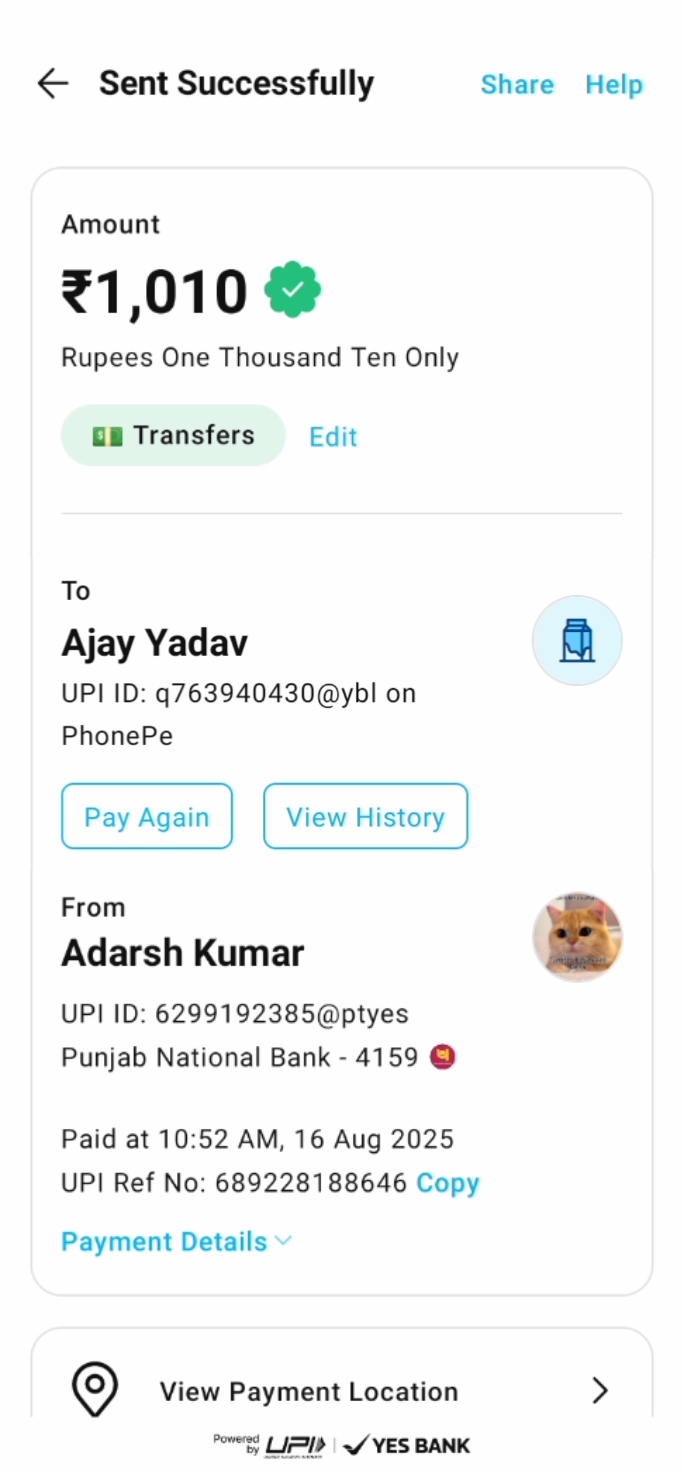 Sent Successfully
Share Help
Amount
₹1,010
Rupees One Thousand Ten Only
Transfers Edit
To
Ajay Yadav
UPI ID: q763940430@ybl on
PhonePe
Pay Again View History
From
Adarsh Kumar
UPI ID: 6299192385@ptyes
Punjab National Bank - 4159
Paid at 10:52 AM, 16 Aug 2025
UPI Ref No: 689228188646 Copy
Payment Details
View Payment Location
Powered by UPI YES BANK